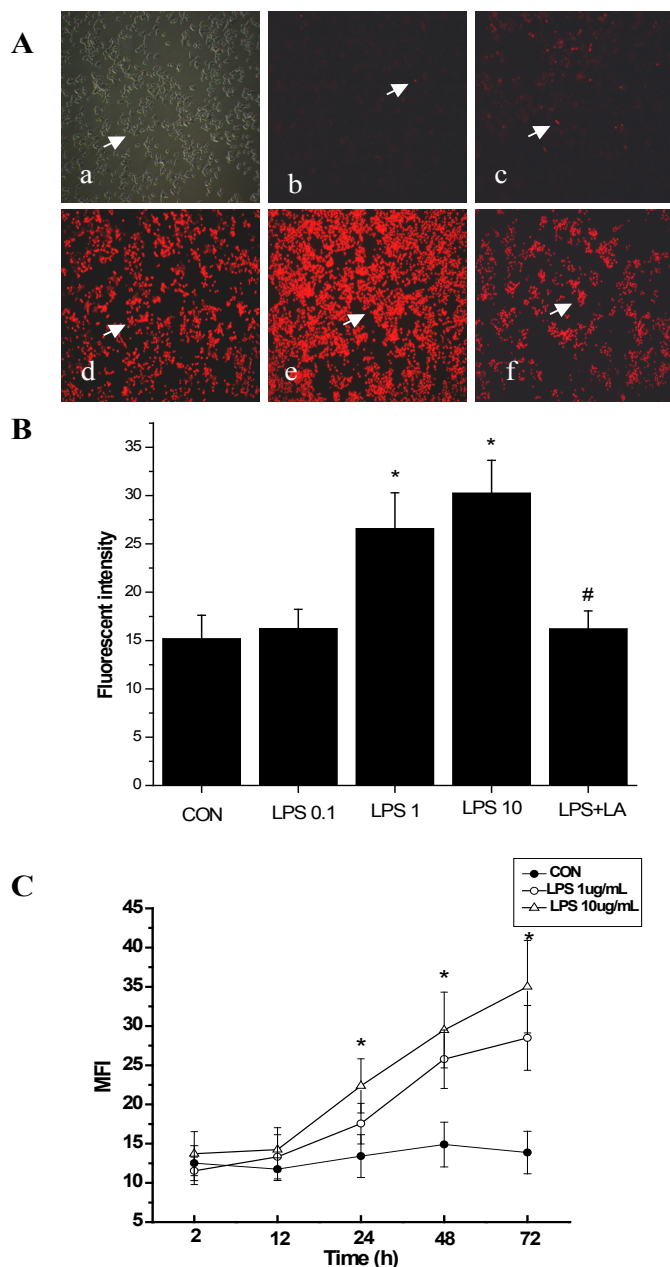 A
a
b
c
d
e
f
B
35
30
25
20
15
10
5
0
Fluorescent intensity
*
*
#
CON
LPS 0.1
LPS 1
LPS 10
LPS+LA
C
CON
LPS 1ug/mL
LPS 10ug/mL
45
40
35
30
25
20
15
10
5
MFI
*
*
*
2
12
24
48
72
Time (h)